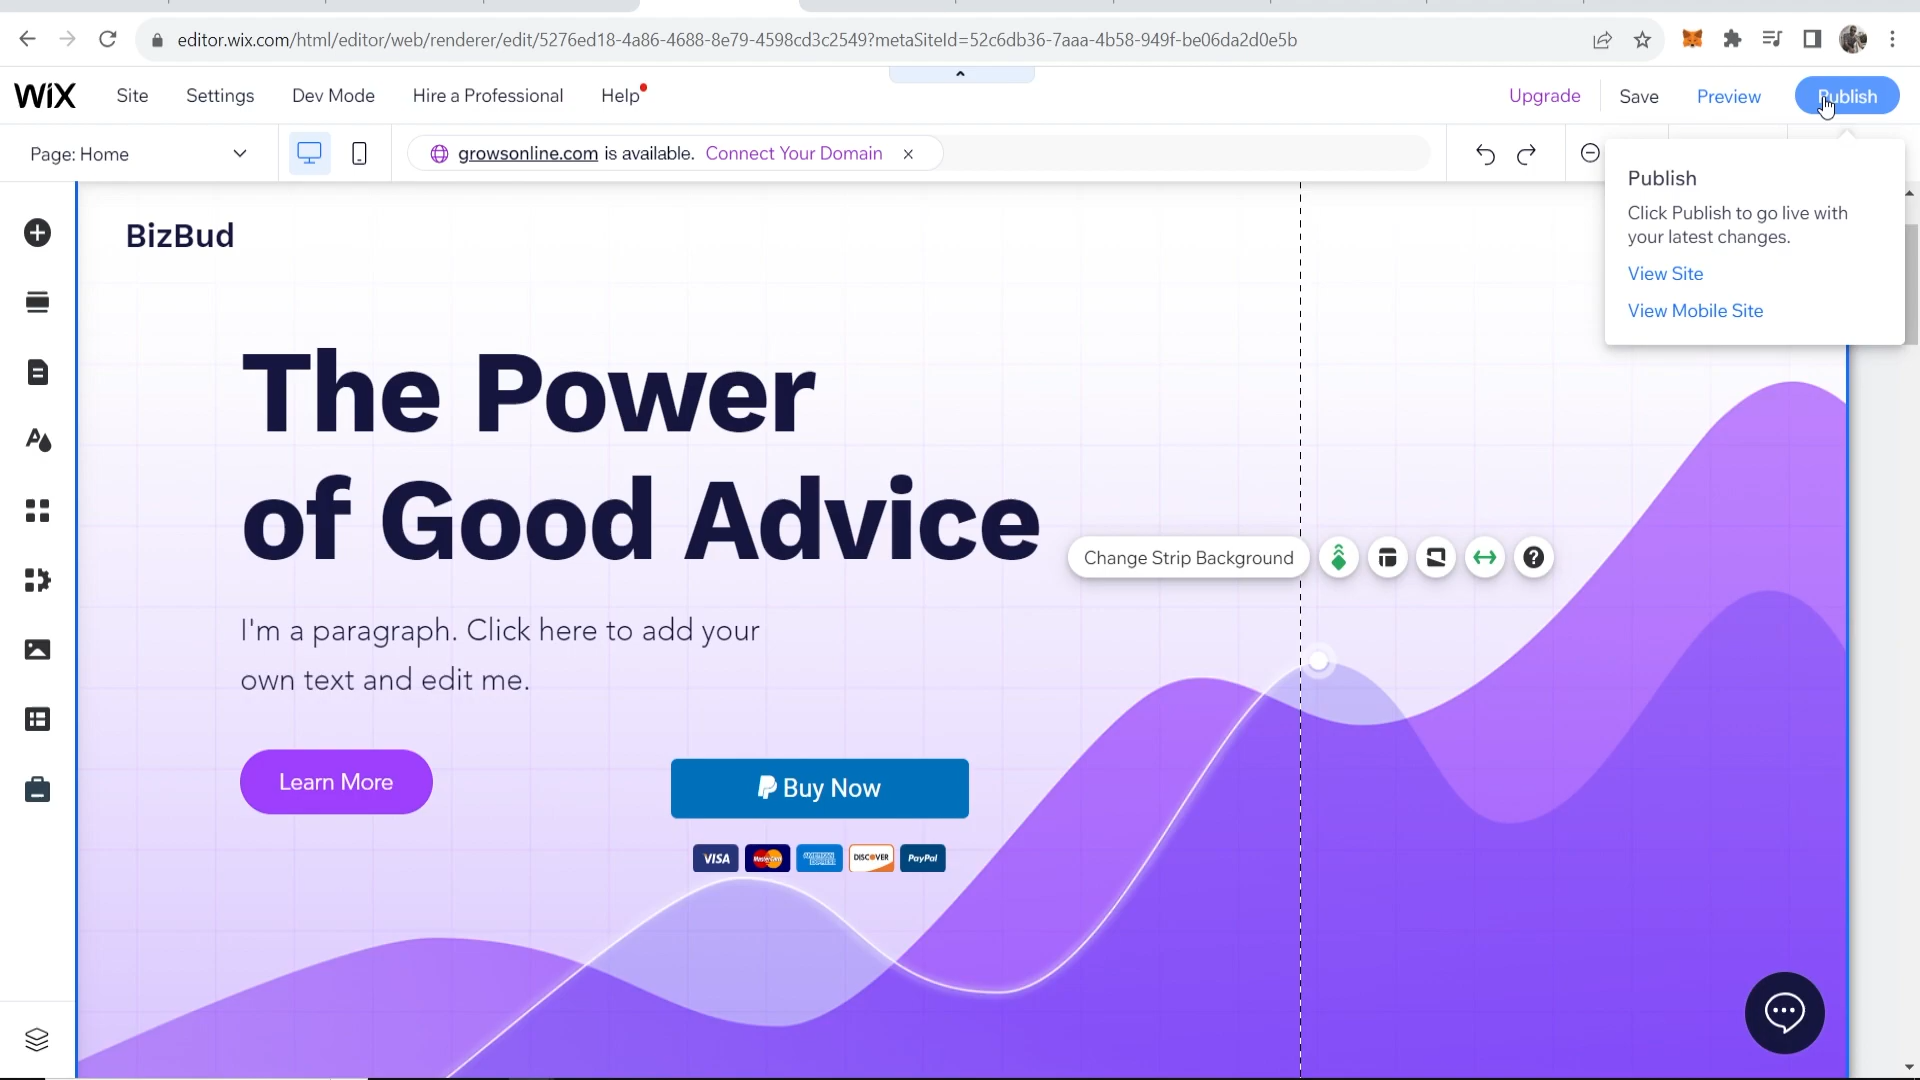 editor.wix.com/html/editor/web/renderer/edit/5276ed18-4a86-4688-8e79-4598cd3c2549?metaSiteId=52c6db36-7aaa-4b58-949f-be06da2d0e5b
WiX Site Settings Dev Mode Hire a Professional Help Upgrade Save Preview Publish
Page: Home growsonline.com is available. Connect Your Domain
Publish
Click Publish to go live with
your latest changes.
View Site
View Mobile Site
BizBud
The Power
of Good Advice
Change Strip Background
I'm a paragraph. Click here to add your
own text and edit me.
Learn More
PayPal Buy Now
VISA MasterCard AMERICAN EXPRESS DISCOVER PayPal